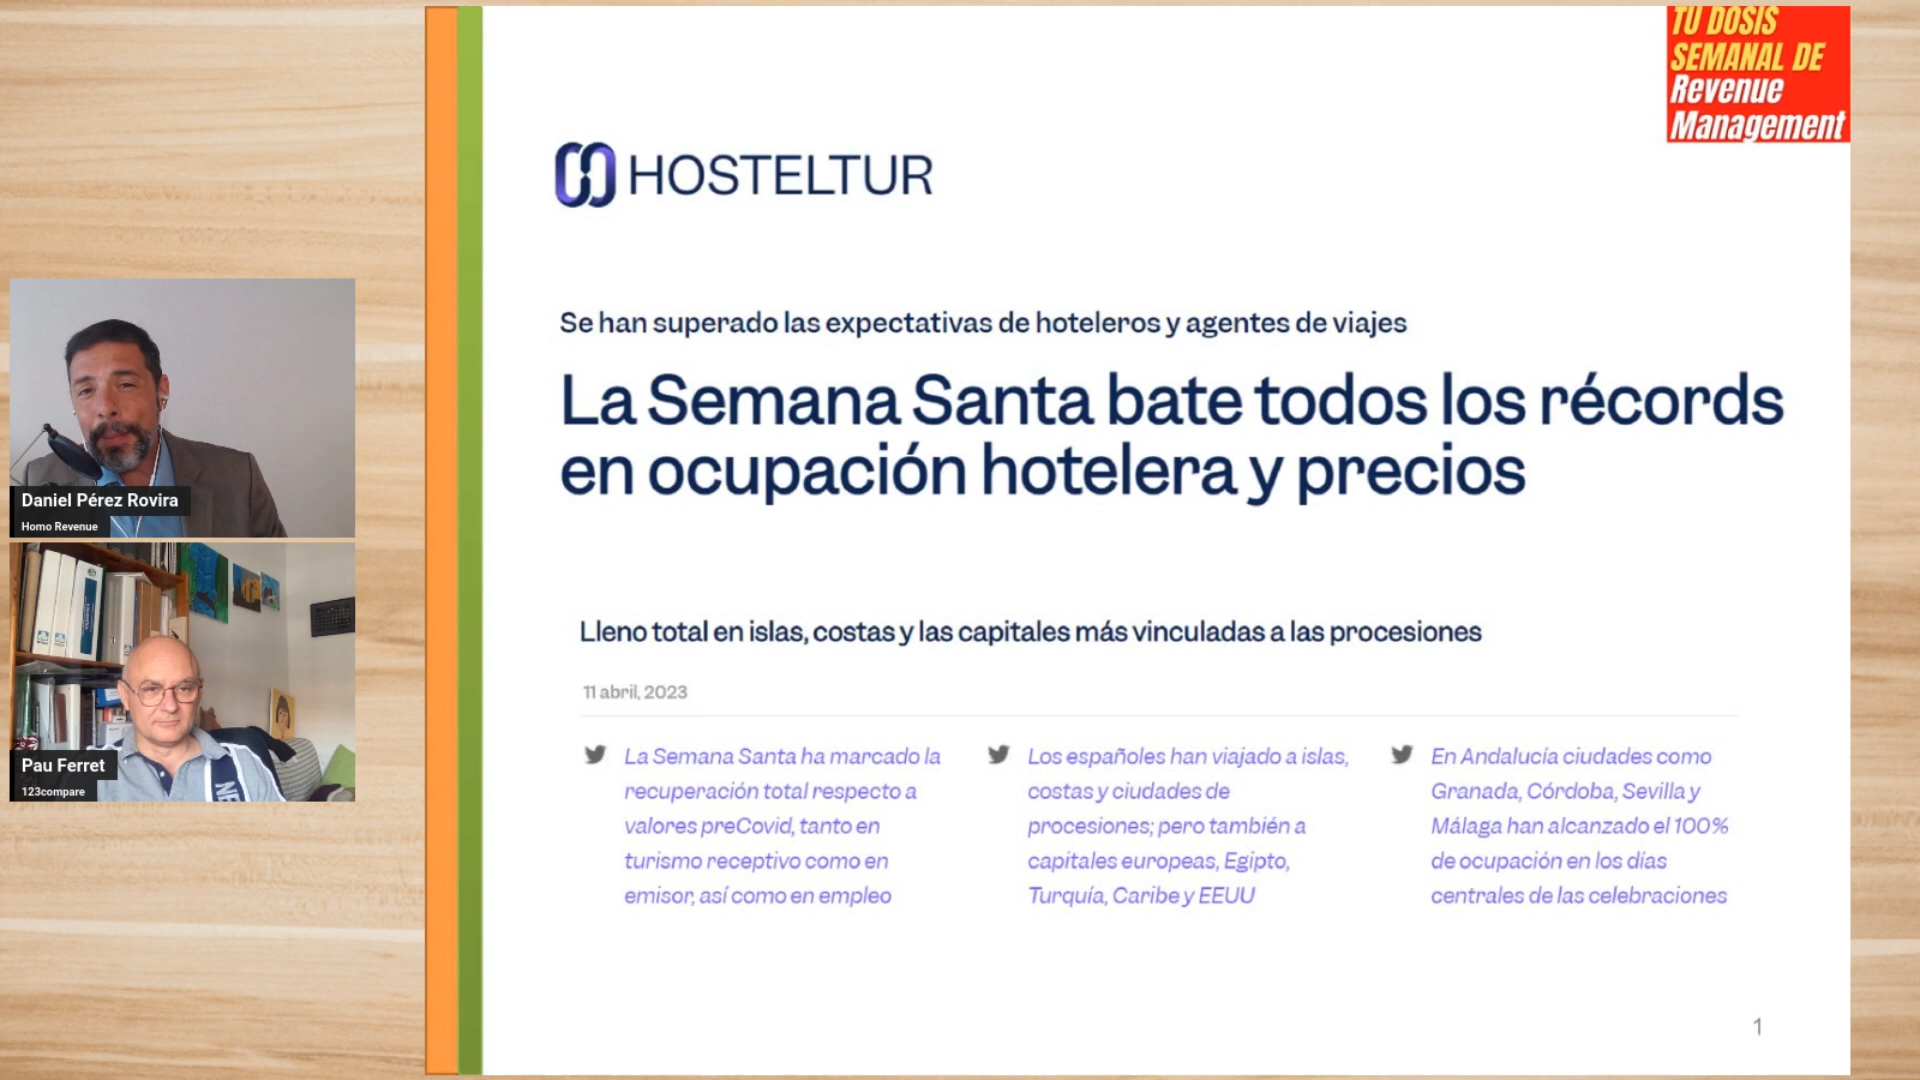 TU DOSIS
SEMANAL DE
Revenue
Management
HOSTELTUR
Se han superado las expectativas de hoteleros y agentes de viajes
La Semana Santa bate todos los récords
en ocupación hotelera y precios
Lleno total en islas, costas y las capitales más vinculadas a las procesiones
11 abril, 2023
La Semana Santa ha marcado la
recuperación total respecto a
valores preCovid, tanto en
turismo receptivo como en
emisor, así como en empleo
Los españoles han viajado a islas,
costas y ciudades de
procesiones; pero también a
capitales europeas, Egipto,
Turquía, Caribe y EEUU
En Andalucía ciudades como
Granada, Córdoba, Sevilla y
Málaga han alcanzado el 100%
de ocupación en los días
centrales de las celebraciones
1
Daniel Pérez Rovira
Homo Revenue
Pau Ferret
123compare
NE